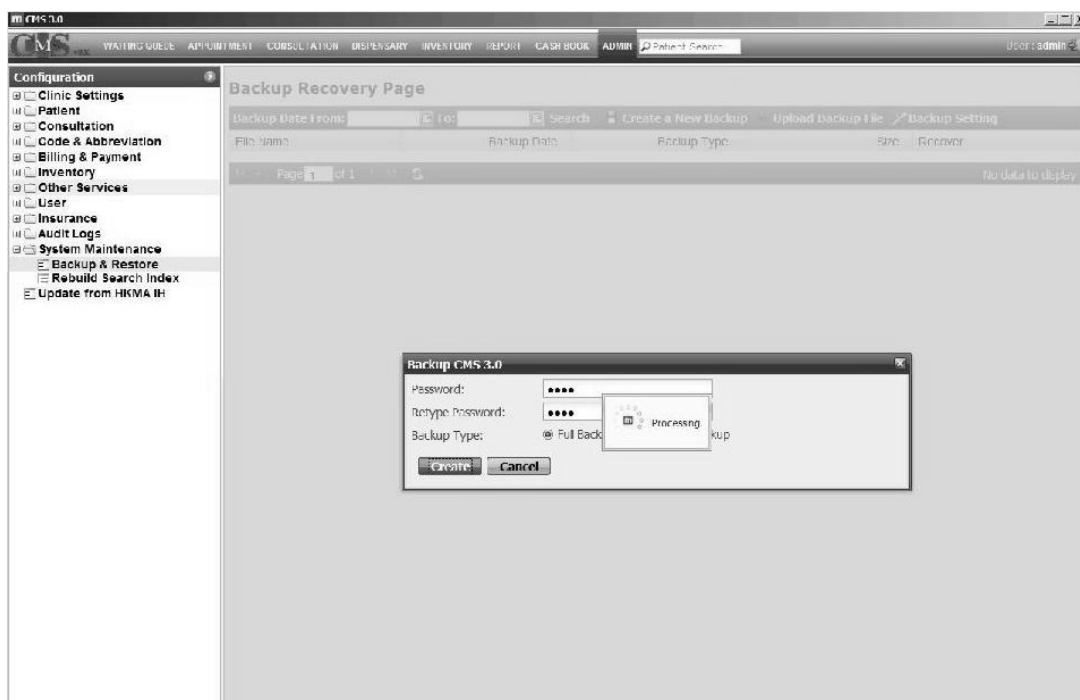 CMS 3.0
CMS
WAITING QUEUE APPOINTMENT CONSULTATION DISPENSARY INVENTORY REPORT CASH BOOK ADMIN Patient Search User: admin
Configuration
Clinic Settings
Patient
Consultation
Code & Abbreviation
Billing & Payment
Inventory
Other Services
User
Insurance
Audit Logs
System Maintenance
Backup & Restore
Rebuild Search Index
Update from HKMA IH
Backup Recovery Page
Backup Date From: To: Search Create a New Backup Upload Backup File Backup Setting
File Name Backup Date Backup Type Size Recover
Page 1 of 1 No data to display
Backup CMS 3.0
Password: ••••
Retype Password: ••••
Processing
Backup Type: Full Back kup
Create Cancel